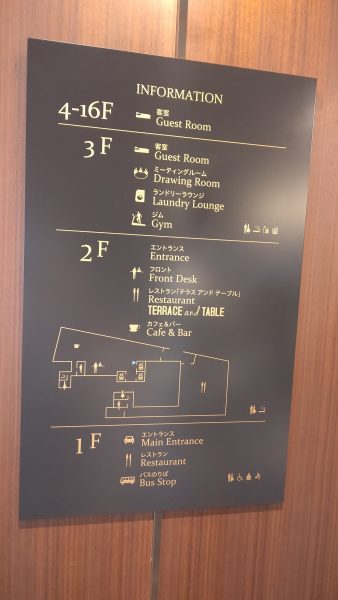 INFORMATION
4-16F
客室
Guest Room
3F
客室
Guest Room
ミーティングルーム
Drawing Room
ランドリーラウンジ
Laundry Lounge
ジム
Gym
2F
エントランス
Entrance
フロント
Front Desk
レストラン「テラス アンド テーブル」
Restaurant
TERRACE and TABLE
カフェ&バー
Cafe & Bar
1F
エントランス
Main Entrance
レストラン
Restaurant
バスのりば
Bus Stop